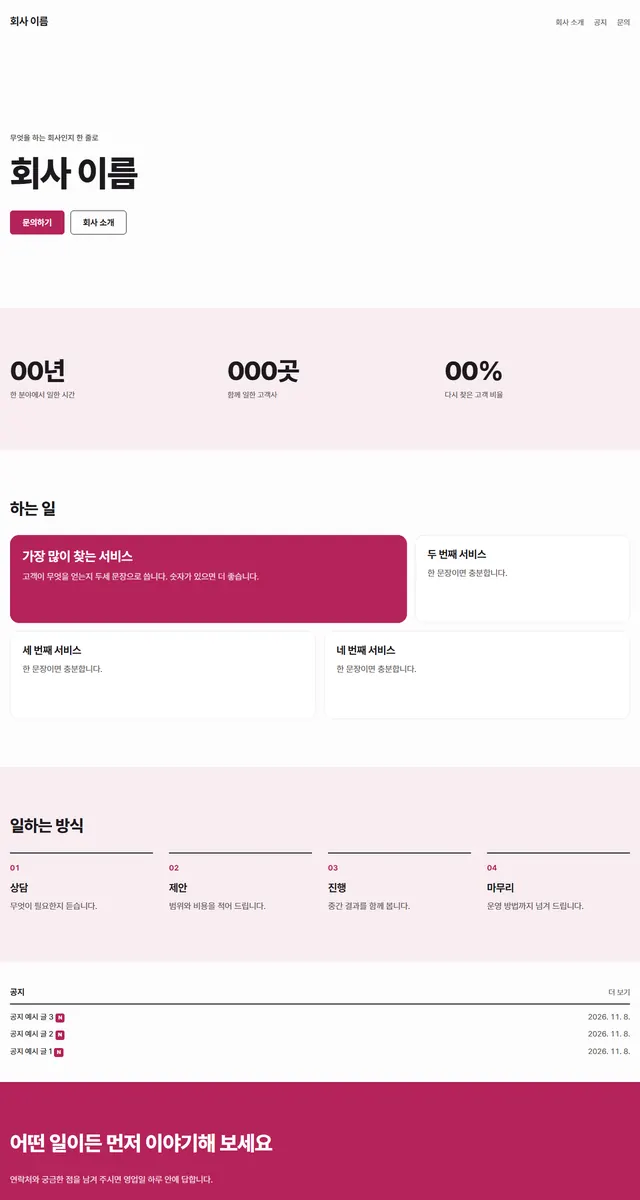 회사 이름
회사 소개 공지 문의
무엇을 하는 회사인지 한 줄로
회사 이름
문의하기 회사 소개
00년 000곳 00%
한 분야에서 일한 시간 함께 일한 고객사 다시 찾은 고객 비율
하는 일
가장 많이 찾는 서비스
고객이 무엇을 얻는지 두세 문장으로 씁니다. 숫자가 있으면 더 좋습니다.
두 번째 서비스
한 문장이면 충분합니다.
세 번째 서비스
한 문장이면 충분합니다.
네 번째 서비스
한 문장이면 충분합니다.
일하는 방식
01
상담
무엇이 필요한지 듣습니다.
02
제안
범위와 비용을 적어 드립니다.
03
진행
중간 결과를 함께 봅니다.
04
마무리
운영 방법까지 넘겨 드립니다.
공지 더 보기
공지 예시 글 3 N 2026. 11. 8.
공지 예시 글 2 N 2026. 11. 8.
공지 예시 글 1 N 2026. 11. 8.
어떤 일이든 먼저 이야기해 보세요
연락처와 궁금한 점을 남겨 주시면 영업일 하루 안에 답합니다.